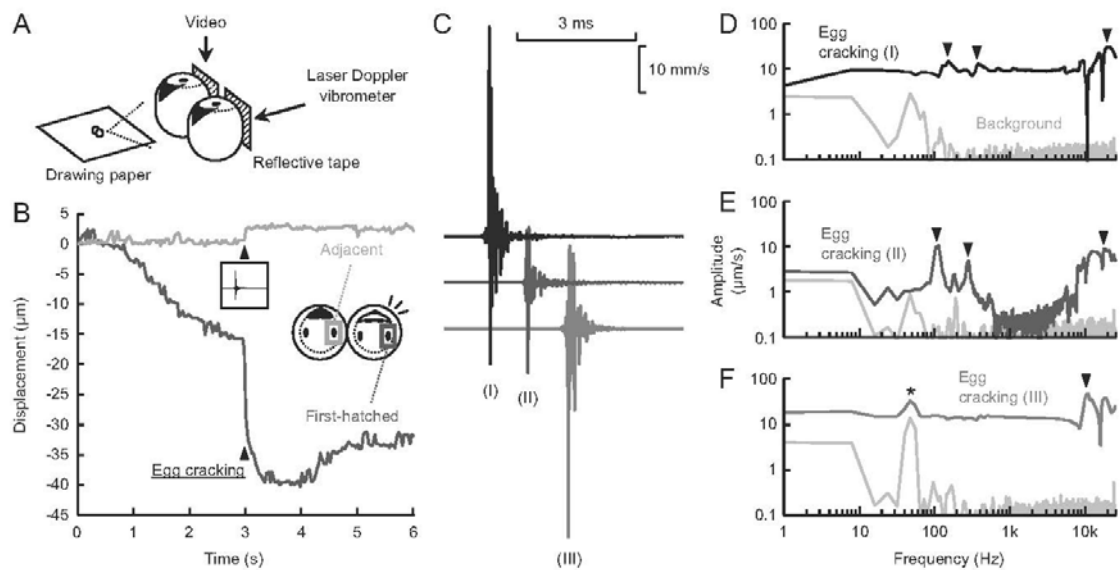 A
Video
Laser Doppler
vibrometer
Reflective tape
Drawing paper
B
5
0
-5
-10
-15
-20
-25
-30
-35
-40
-45
Displacement (μm)
Adjacent
First-hatched
Egg cracking
0
1
2
3
4
5
6
Time (s)
C
3 ms
10 mm/s
(I)
(II)
(III)
D
100
10
1
0.1
Egg
cracking (I)
Background
E
100
10
1
0.1
Egg
cracking (II)
Amplitude
(μm/s)
F
100
10
1
0.1
*
Egg
cracking (III)
1
10
100
1k
10k
Frequency (Hz)